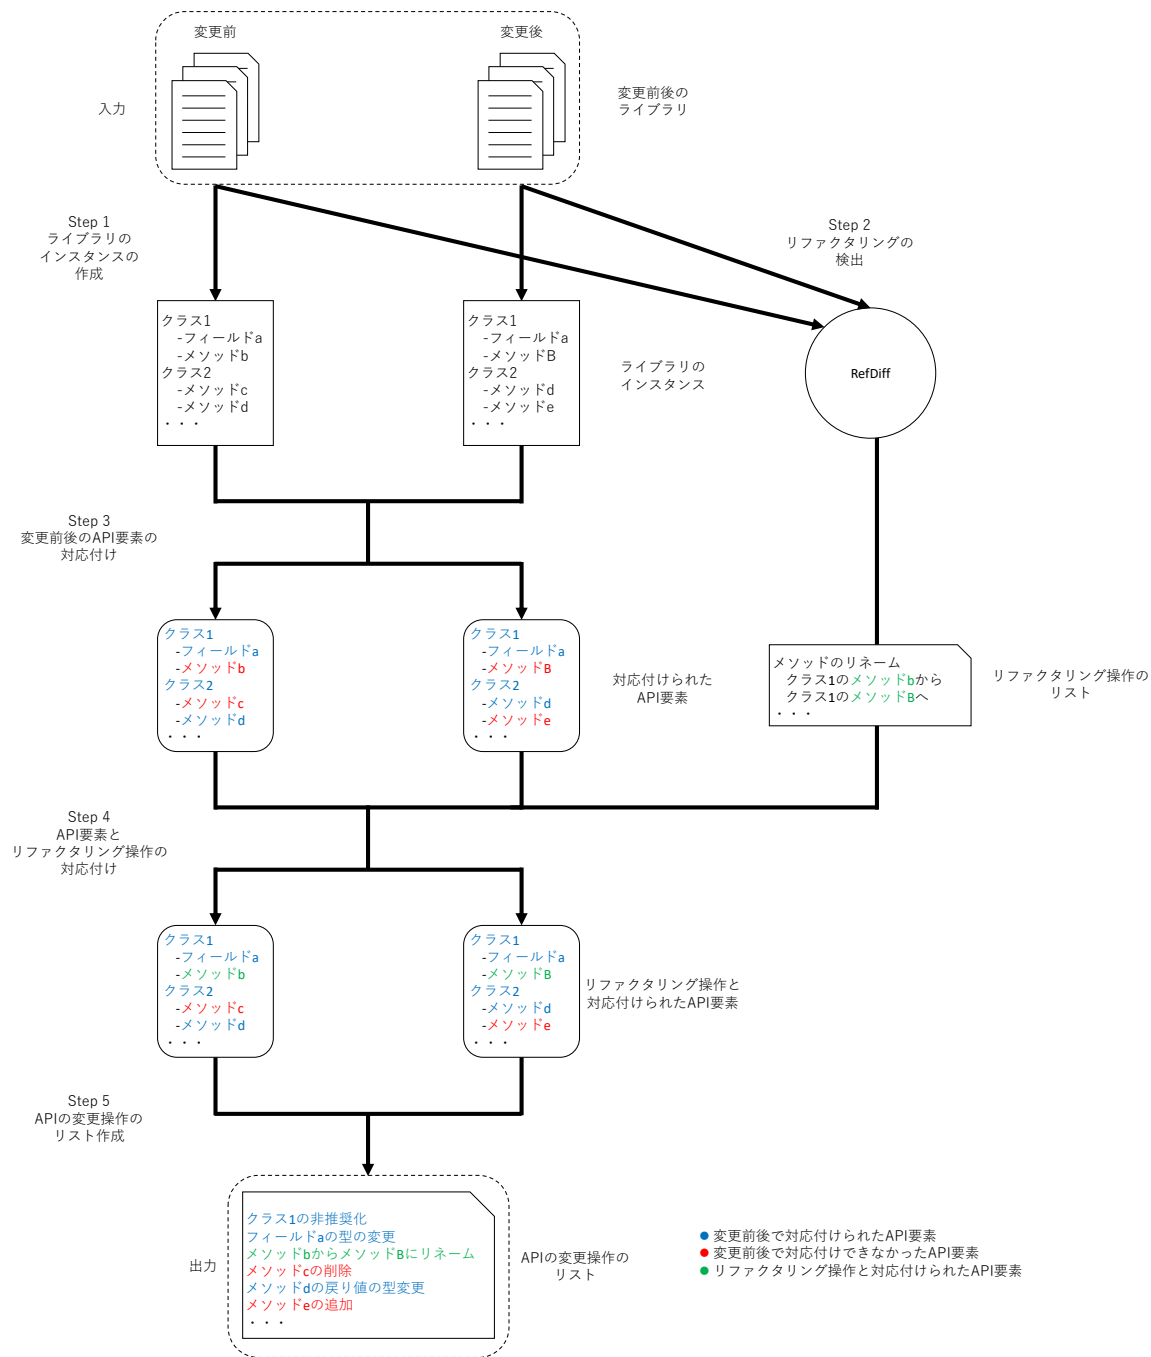 変更前
変更後
入力
変更前後の
ライブラリ
Step 1
ライブラリの
インスタンスの
作成
Step 2
リファクタリングの
検出
クラス1
-フィールドa
-メソッドb
クラス2
-メソッドc
-メソッドd
・・・
クラス1
-フィールドa
-メソッドB
クラス2
-メソッドd
-メソッドe
・・・
ライブラリの
インスタンス
RefDiff
Step 3
変更前後のAPI要素の
対応付け
クラス1
-フィールドa
-メソッドb
クラス2
-メソッドc
-メソッドd
・・・
クラス1
-フィールドa
-メソッドB
クラス2
-メソッドd
-メソッドe
・・・
対応付けられた
API要素
メソッドのリネーム
クラス1のメソッドbから
クラス1のメソッドBへ
・・・
リファクタリング操作の
リスト
Step 4
API要素と
リファクタリング操作の
対応付け
クラス1
-フィールドa
-メソッドb
クラス2
-メソッドc
-メソッドd
・・・
クラス1
-フィールドa
-メソッドB
クラス2
-メソッドd
-メソッドe
・・・
リファクタリング操作と
対応付けられたAPI要素
Step 5
APIの変更操作の
リスト作成
出力
クラス1の非推奨化
フィールドaの型の変更
メソッドbからメソッドBにリネーム
メソッドcの削除
メソッドdの戻り値の型変更
メソッドeの追加
・・・
APIの変更操作の
リスト
変更前後で対応付けられたAPI要素
変更前後で対応付けできなかったAPI要素
リファクタリング操作と対応付けられたAPI要素